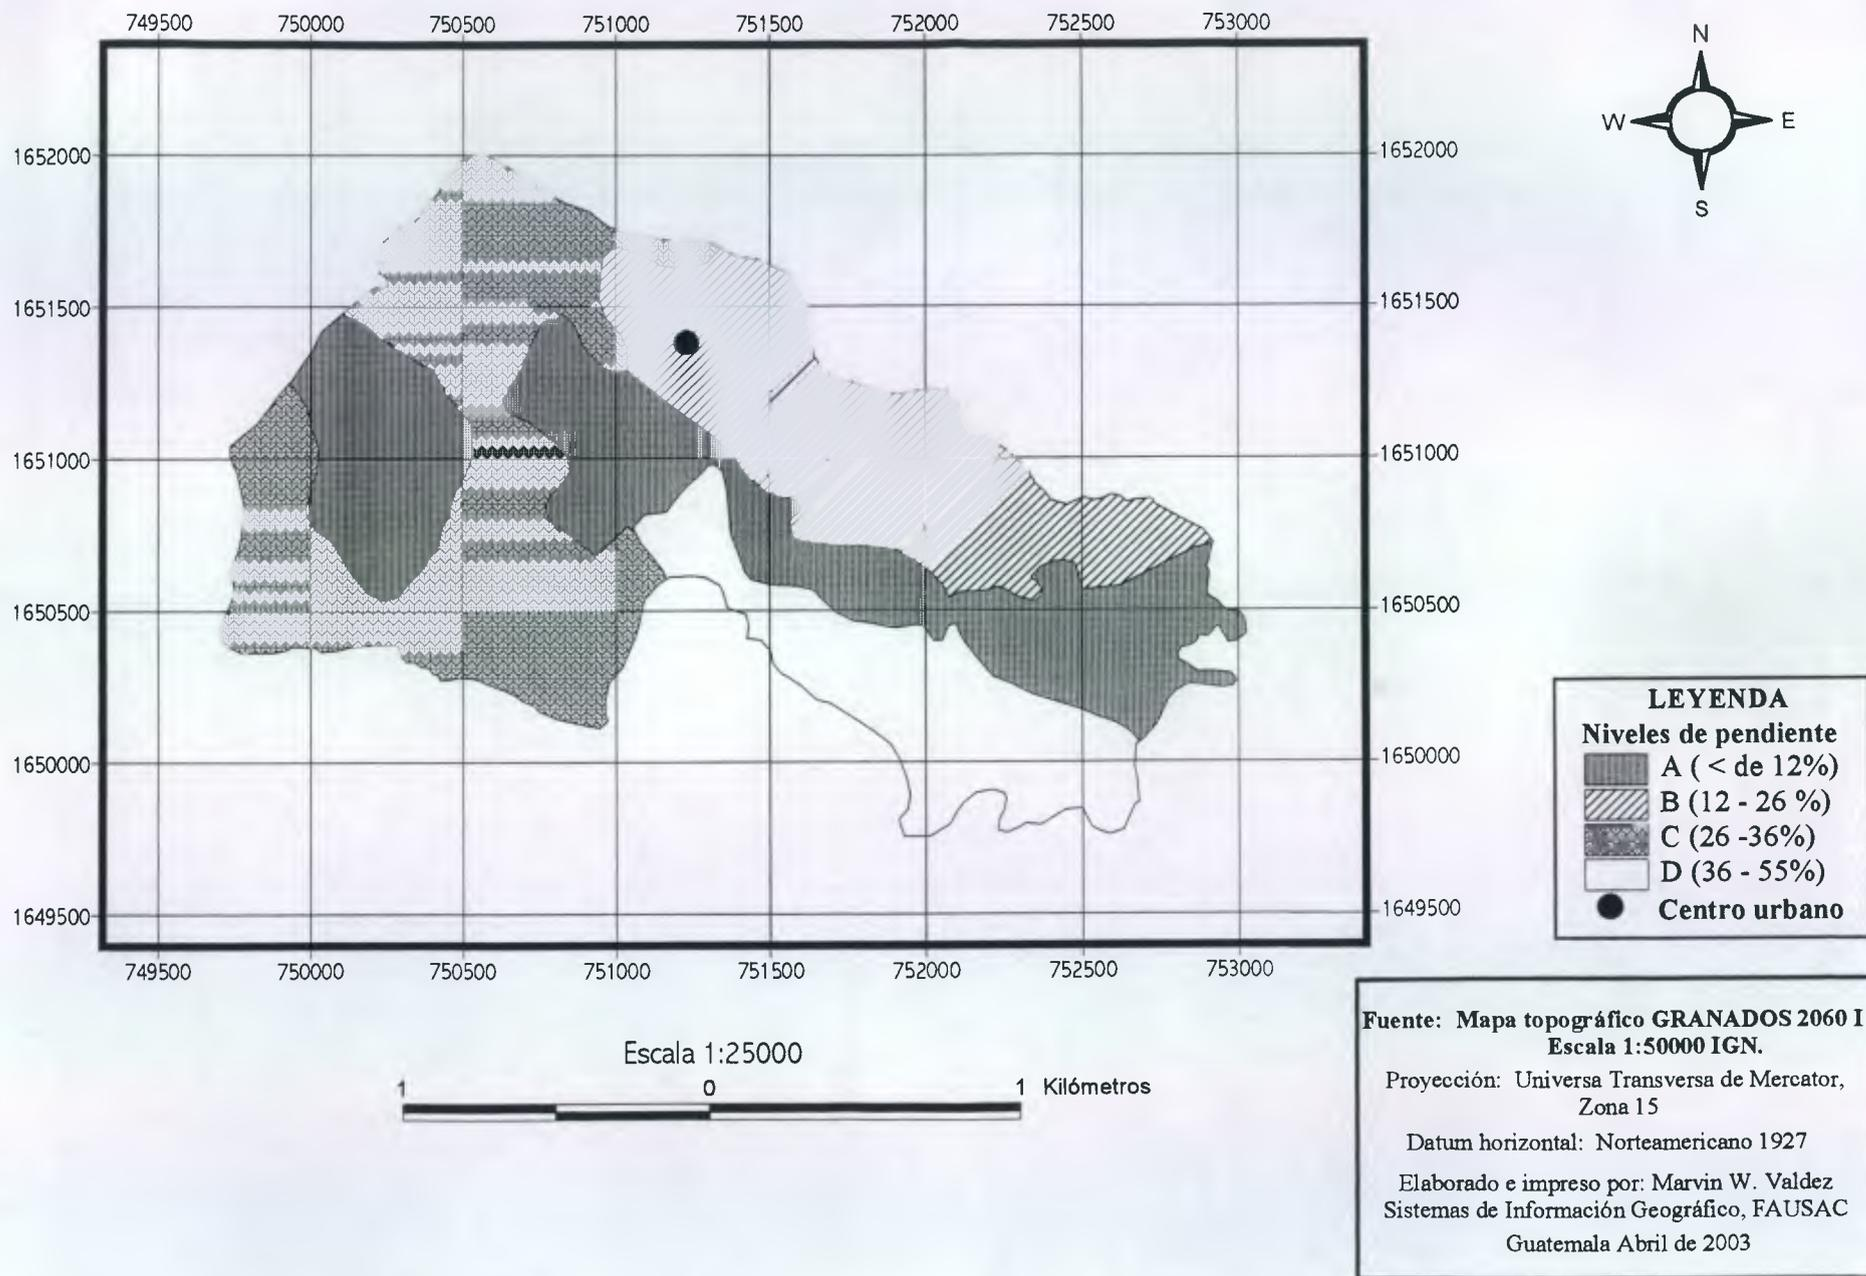 749500 750000 750500 751000 751500 752000 752500 753000
N
W E
S
1652000 1652000
1651500 1651500
1651000 1651000
1650500 1650500
1650000 1650000
1649500 1649500
749500 750000 750500 751000 751500 752000 752500 753000
LEYENDA
Niveles de pendiente
A ( < de 12%)
B (12 - 26 %)
C (26 -36%)
D (36 - 55%)
Centro urbano
Escala 1:25000
1 0 1 Kilómetros
Fuente: Mapa topográfico GRANADOS 2060 I
Escala 1:50000 IGN.
Proyección: Universa Transversa de Mercator,
Zona 15
Datum horizontal: Norteamericano 1927
Elaborado e impreso por: Marvin W. Valdez
Sistemas de Información Geográfico, FAUSAC
Guatemala Abril de 2003